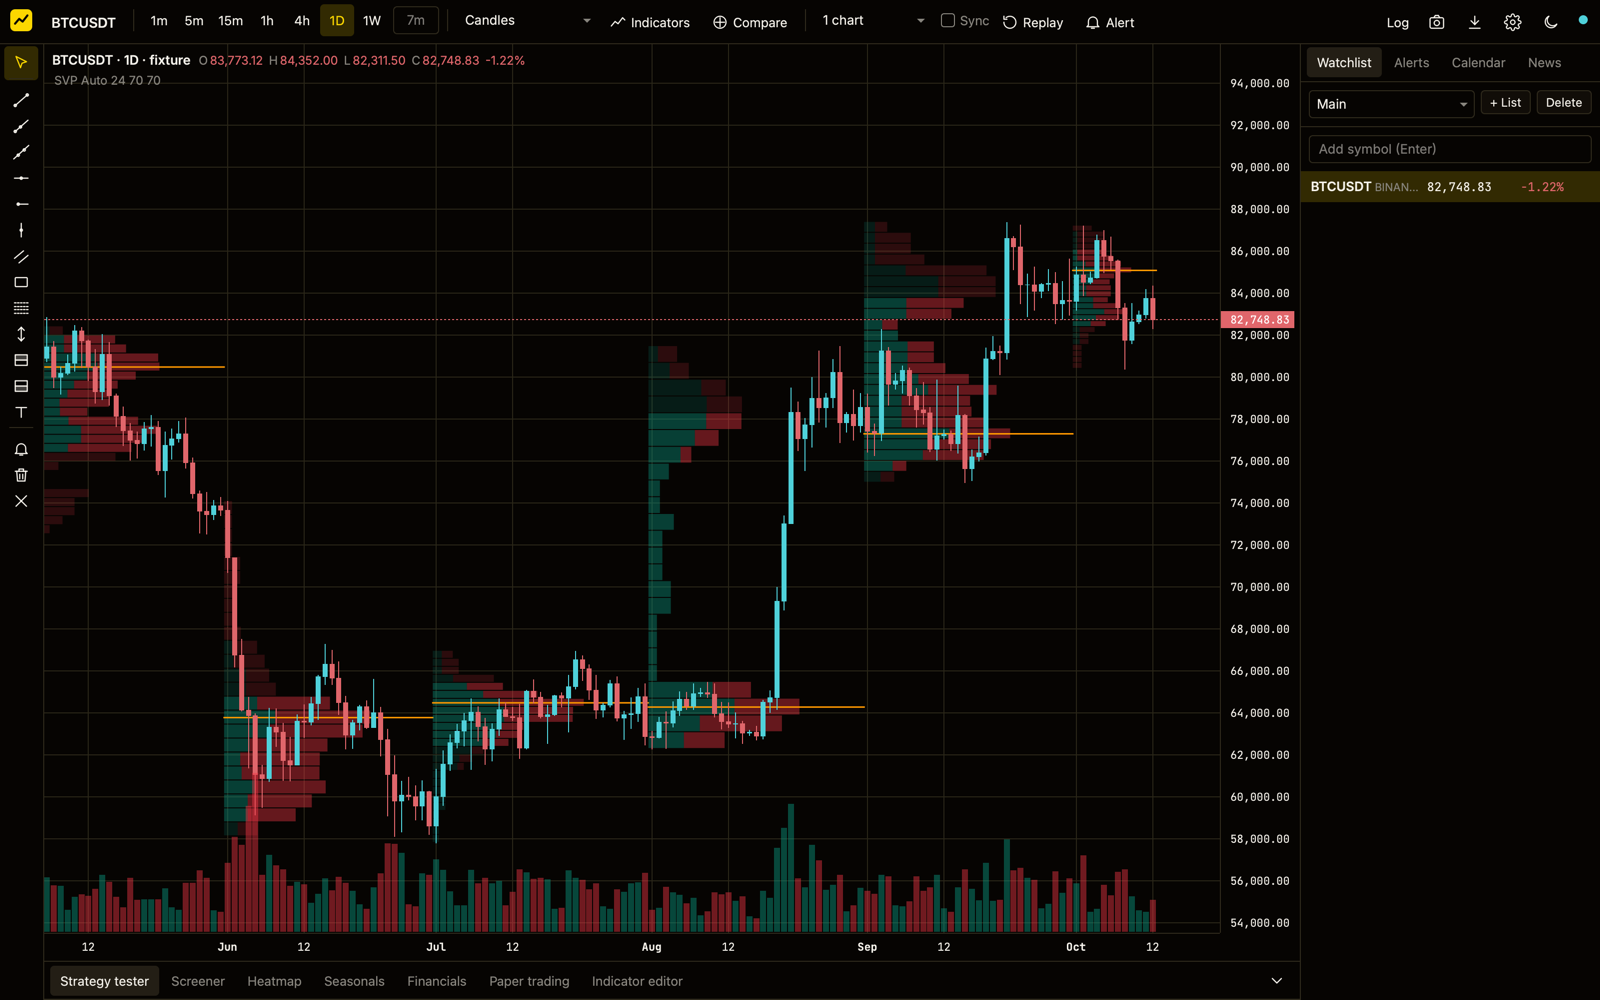 BTCUSDT 1m 5m 15m 1h 4h 1D 1W 7m Candles Indicators Compare 1 chart Sync Replay Alert Log
BTCUSDT · 1D · fixture O 83,773.12 H 84,352.00 L 82,311.50 C 82,748.83 -1.22%
SVP Auto 24 70 70
94,000.00
92,000.00
90,000.00
88,000.00
86,000.00
84,000.00
82,748.83
82,000.00
80,000.00
78,000.00
76,000.00
74,000.00
72,000.00
70,000.00
68,000.00
66,000.00
64,000.00
62,000.00
60,000.00
58,000.00
56,000.00
54,000.00
12 Jun 12 Jul 12 Aug 12 Sep 12 Oct 12
Watchlist Alerts Calendar News
Main + List Delete
Add symbol (Enter)
BTCUSDT BINAN... 82,748.83 -1.22%
T
Strategy tester Screener Heatmap Seasonals Financials Paper trading Indicator editor